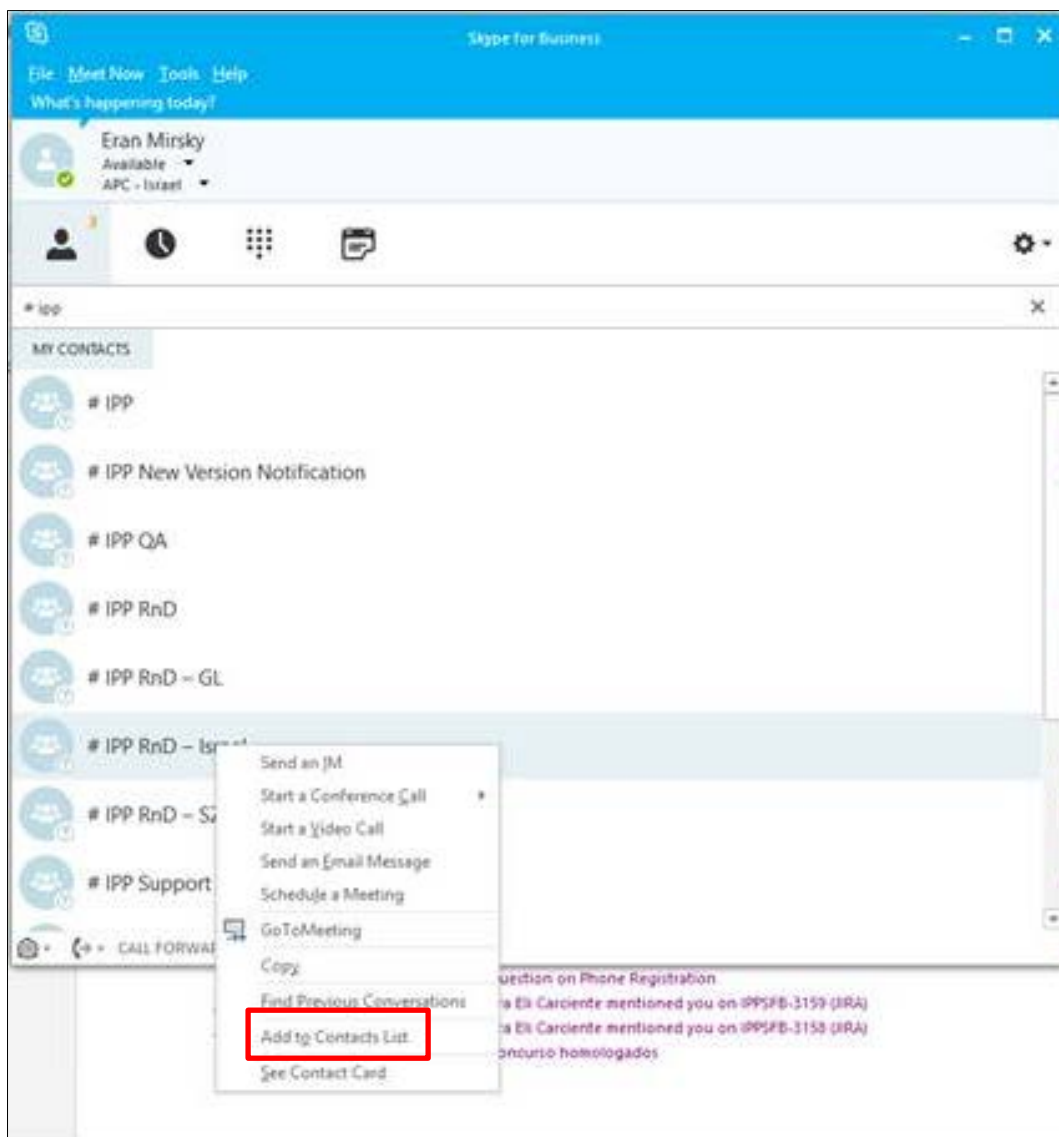 Skype for Business
File Meet Now Tools Help
What's happening today?
Eran Mirsky
Available
APC - Israel
3
# ipp
MY CONTACTS
# IPP
# IPP New Version Notification
# IPP QA
# IPP RnD
# IPP RnD – GL
# IPP RnD –
# IPP RnD –
# IPP Support
CALL FORWA
Send an IM
Start a Conference Call
Start a Video Call
Send an Email Message
Schedule a Meeting
GoToMeeting
Copy
Find Previous Conversations
Add to Contacts List
See Contact Card
uestion on Phone Registration
a Eli Carciente mentioned you on IPPSFB-3159 (JIRA)
a Eli Carciente mentioned you on IPPSFB-3158 (JIRA)
oncurso homologados